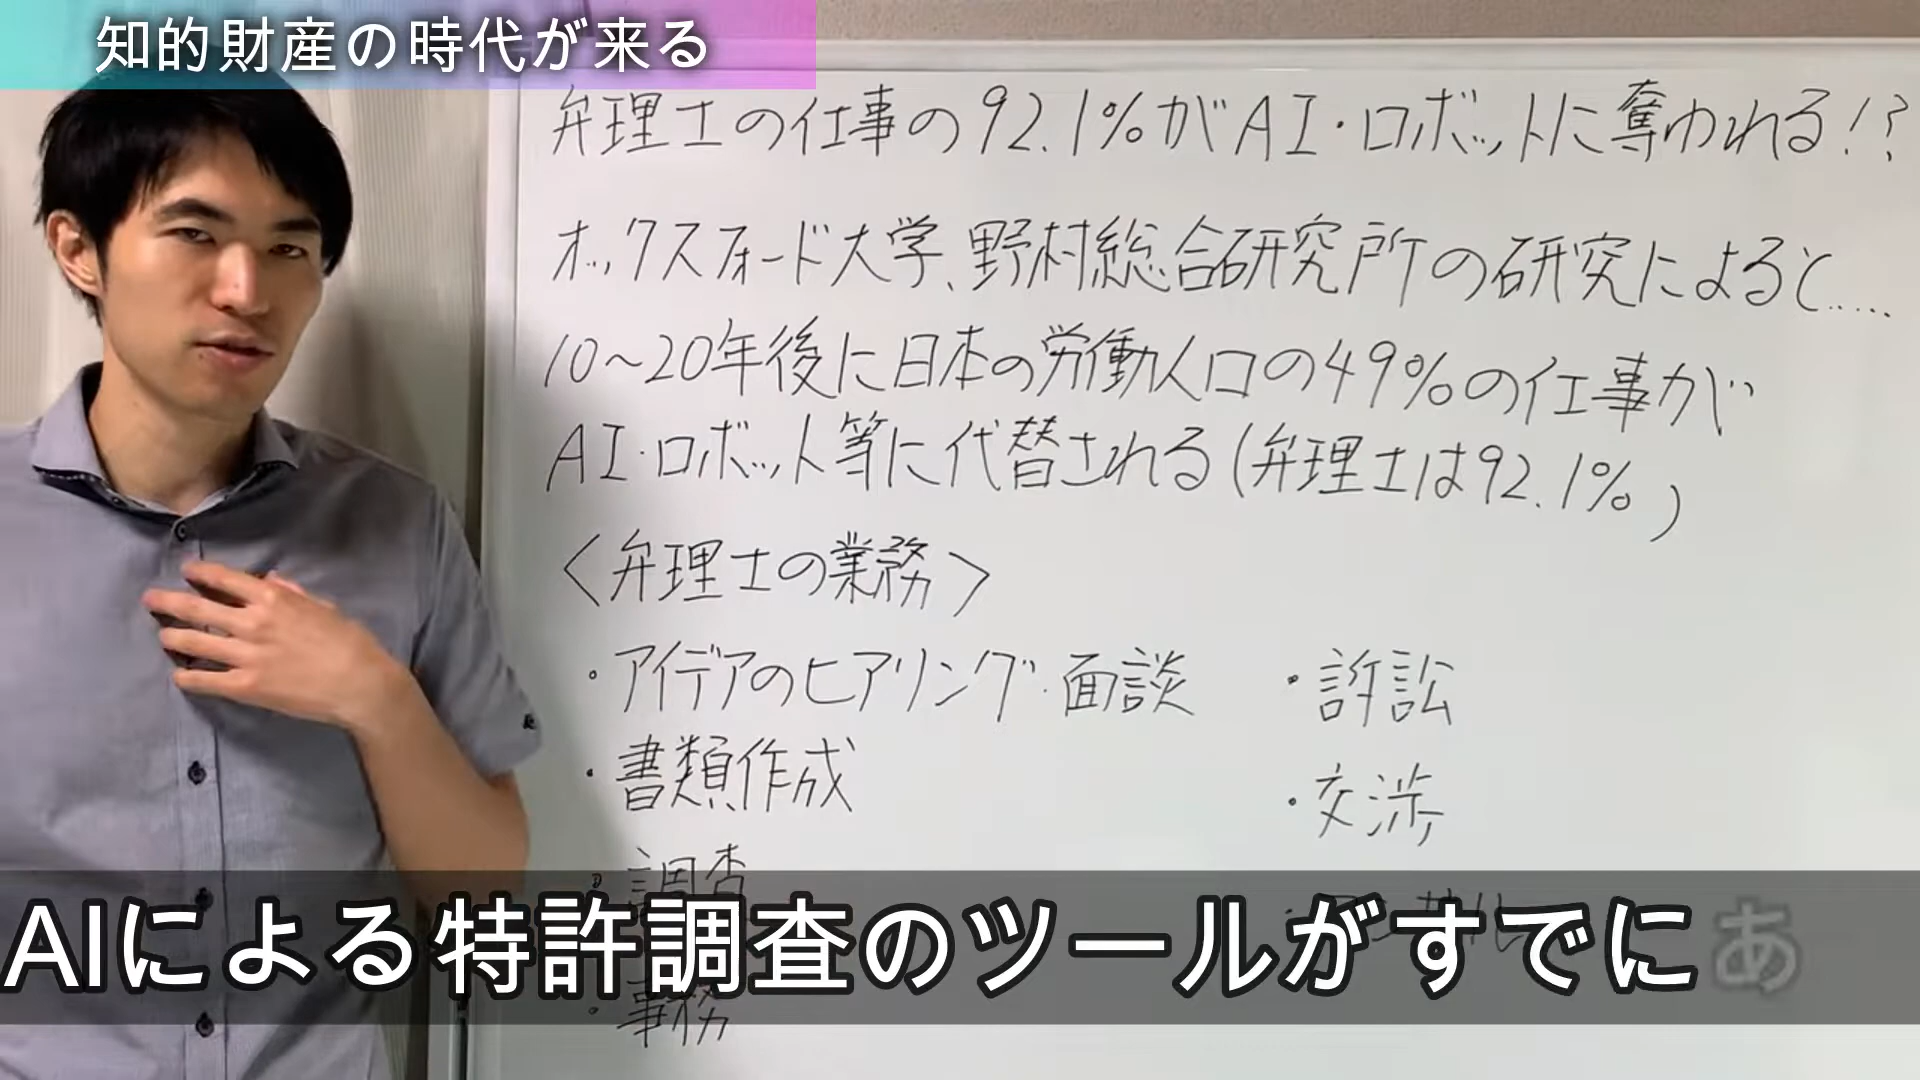 知的財産の時代が来る
弁理士の仕事の92.1%がAI・ロボットに奪われる!?
オックスフォード大学、野村総合研究所の研究によると.....
10～20年後に日本の労働人口の49%の仕事が
AI・ロボット等に代替される(弁理士は92.1%)
<弁理士の業務>
・アイデアのヒアリング・面談
・訴訟
・書類作成
・交渉
・調査
AIによる特許調査のツールがすでにあ
・事務